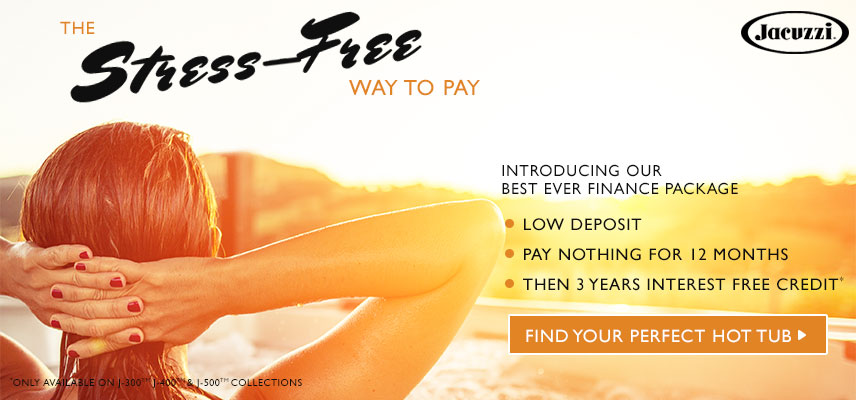 THE
Stress-Free
WAY TO PAY
Jacuzzi.
INTRODUCING OUR
BEST EVER FINANCE PACKAGE
• LOW DEPOSIT
• PAY NOTHING FOR 12 MONTHS
• THEN 3 YEARS INTEREST FREE CREDIT*
FIND YOUR PERFECT HOT TUB ▶
*ONLY AVAILABLE ON J-300™ J-400™ & J-500™ COLLECTIONS